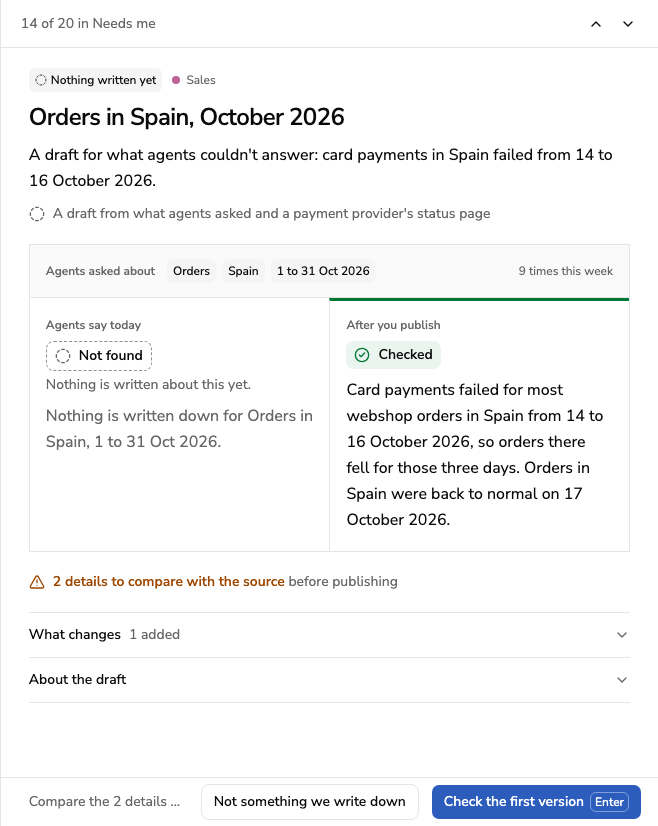 14 of 20 in Needs me
Nothing written yet
Sales
Orders in Spain, October 2026
A draft for what agents couldn't answer: card payments in Spain failed from 14 to
16 October 2026.
A draft from what agents asked and a payment provider's status page
Agents asked about Orders Spain 1 to 31 Oct 2026 9 times this week
Agents say today
Not found
Nothing is written about this yet.
Nothing is written down for Orders in
Spain, 1 to 31 Oct 2026.
After you publish
Checked
Card payments failed for most
webshop orders in Spain from 14 to
16 October 2026, so orders there
fell for those three days. Orders in
Spain were back to normal on 17
October 2026.
2 details to compare with the source before publishing
What changes 1 added
About the draft
Compare the 2 details ...
Not something we write down
Check the first version Enter